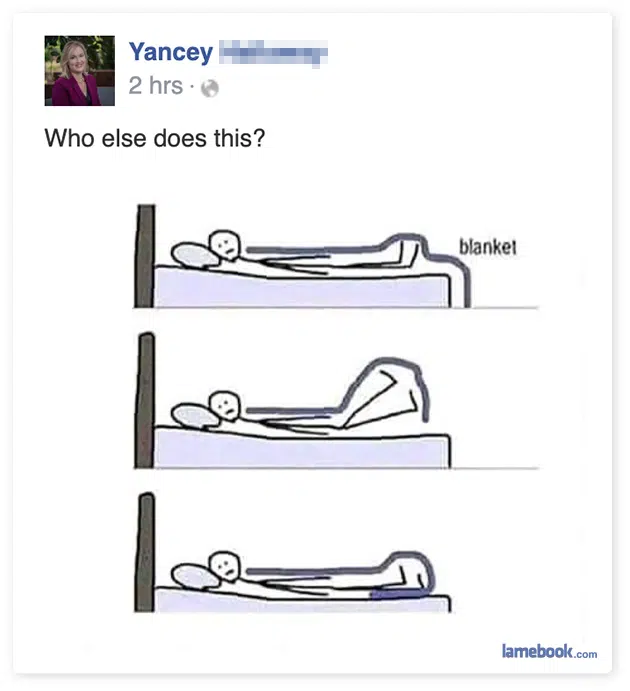 Yancey
2 hrs ·
Who else does this?
blanket
lamebook.com